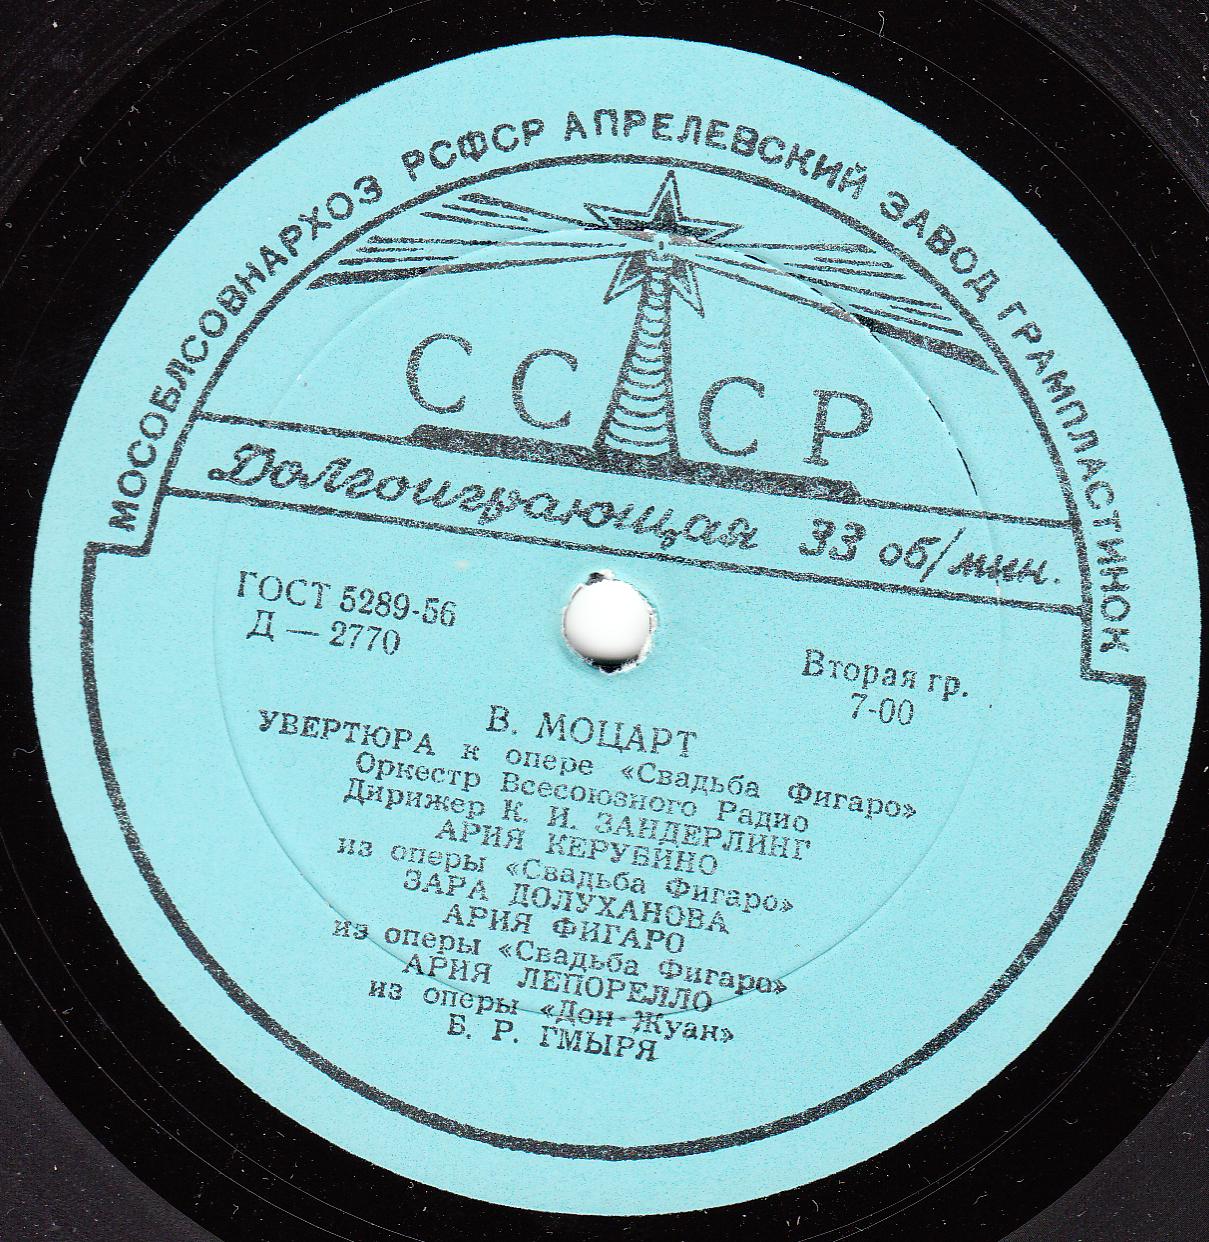 МОСОБЛСОВНАРХОЗ РСФСР АПРЕЛЕВСКИЙ ЗАВОД ГРАМПЛАСТИНОК
СССР
Долгоиграющая 33 об/мин.
ГОСТ 5289-56
Д — 2770
Вторая гр.
7-00
В. МОЦАРТ
УВЕРТЮРА к опере «Свадьба Фигаро»
Оркестр Всесоюзного Радио
Дирижер К. И. ЗАНДЕРЛИНГ
АРИЯ КЕРУБИНО
из оперы «Свадьба Фигаро»
ЗАРА ДОЛУХАНОВА
АРИЯ ФИГАРО
из оперы «Свадьба Фигаро»
АРИЯ ЛЕПОРЕЛЛО
из оперы «Дон Жуан»
Б. Р. ГМЫРЯ